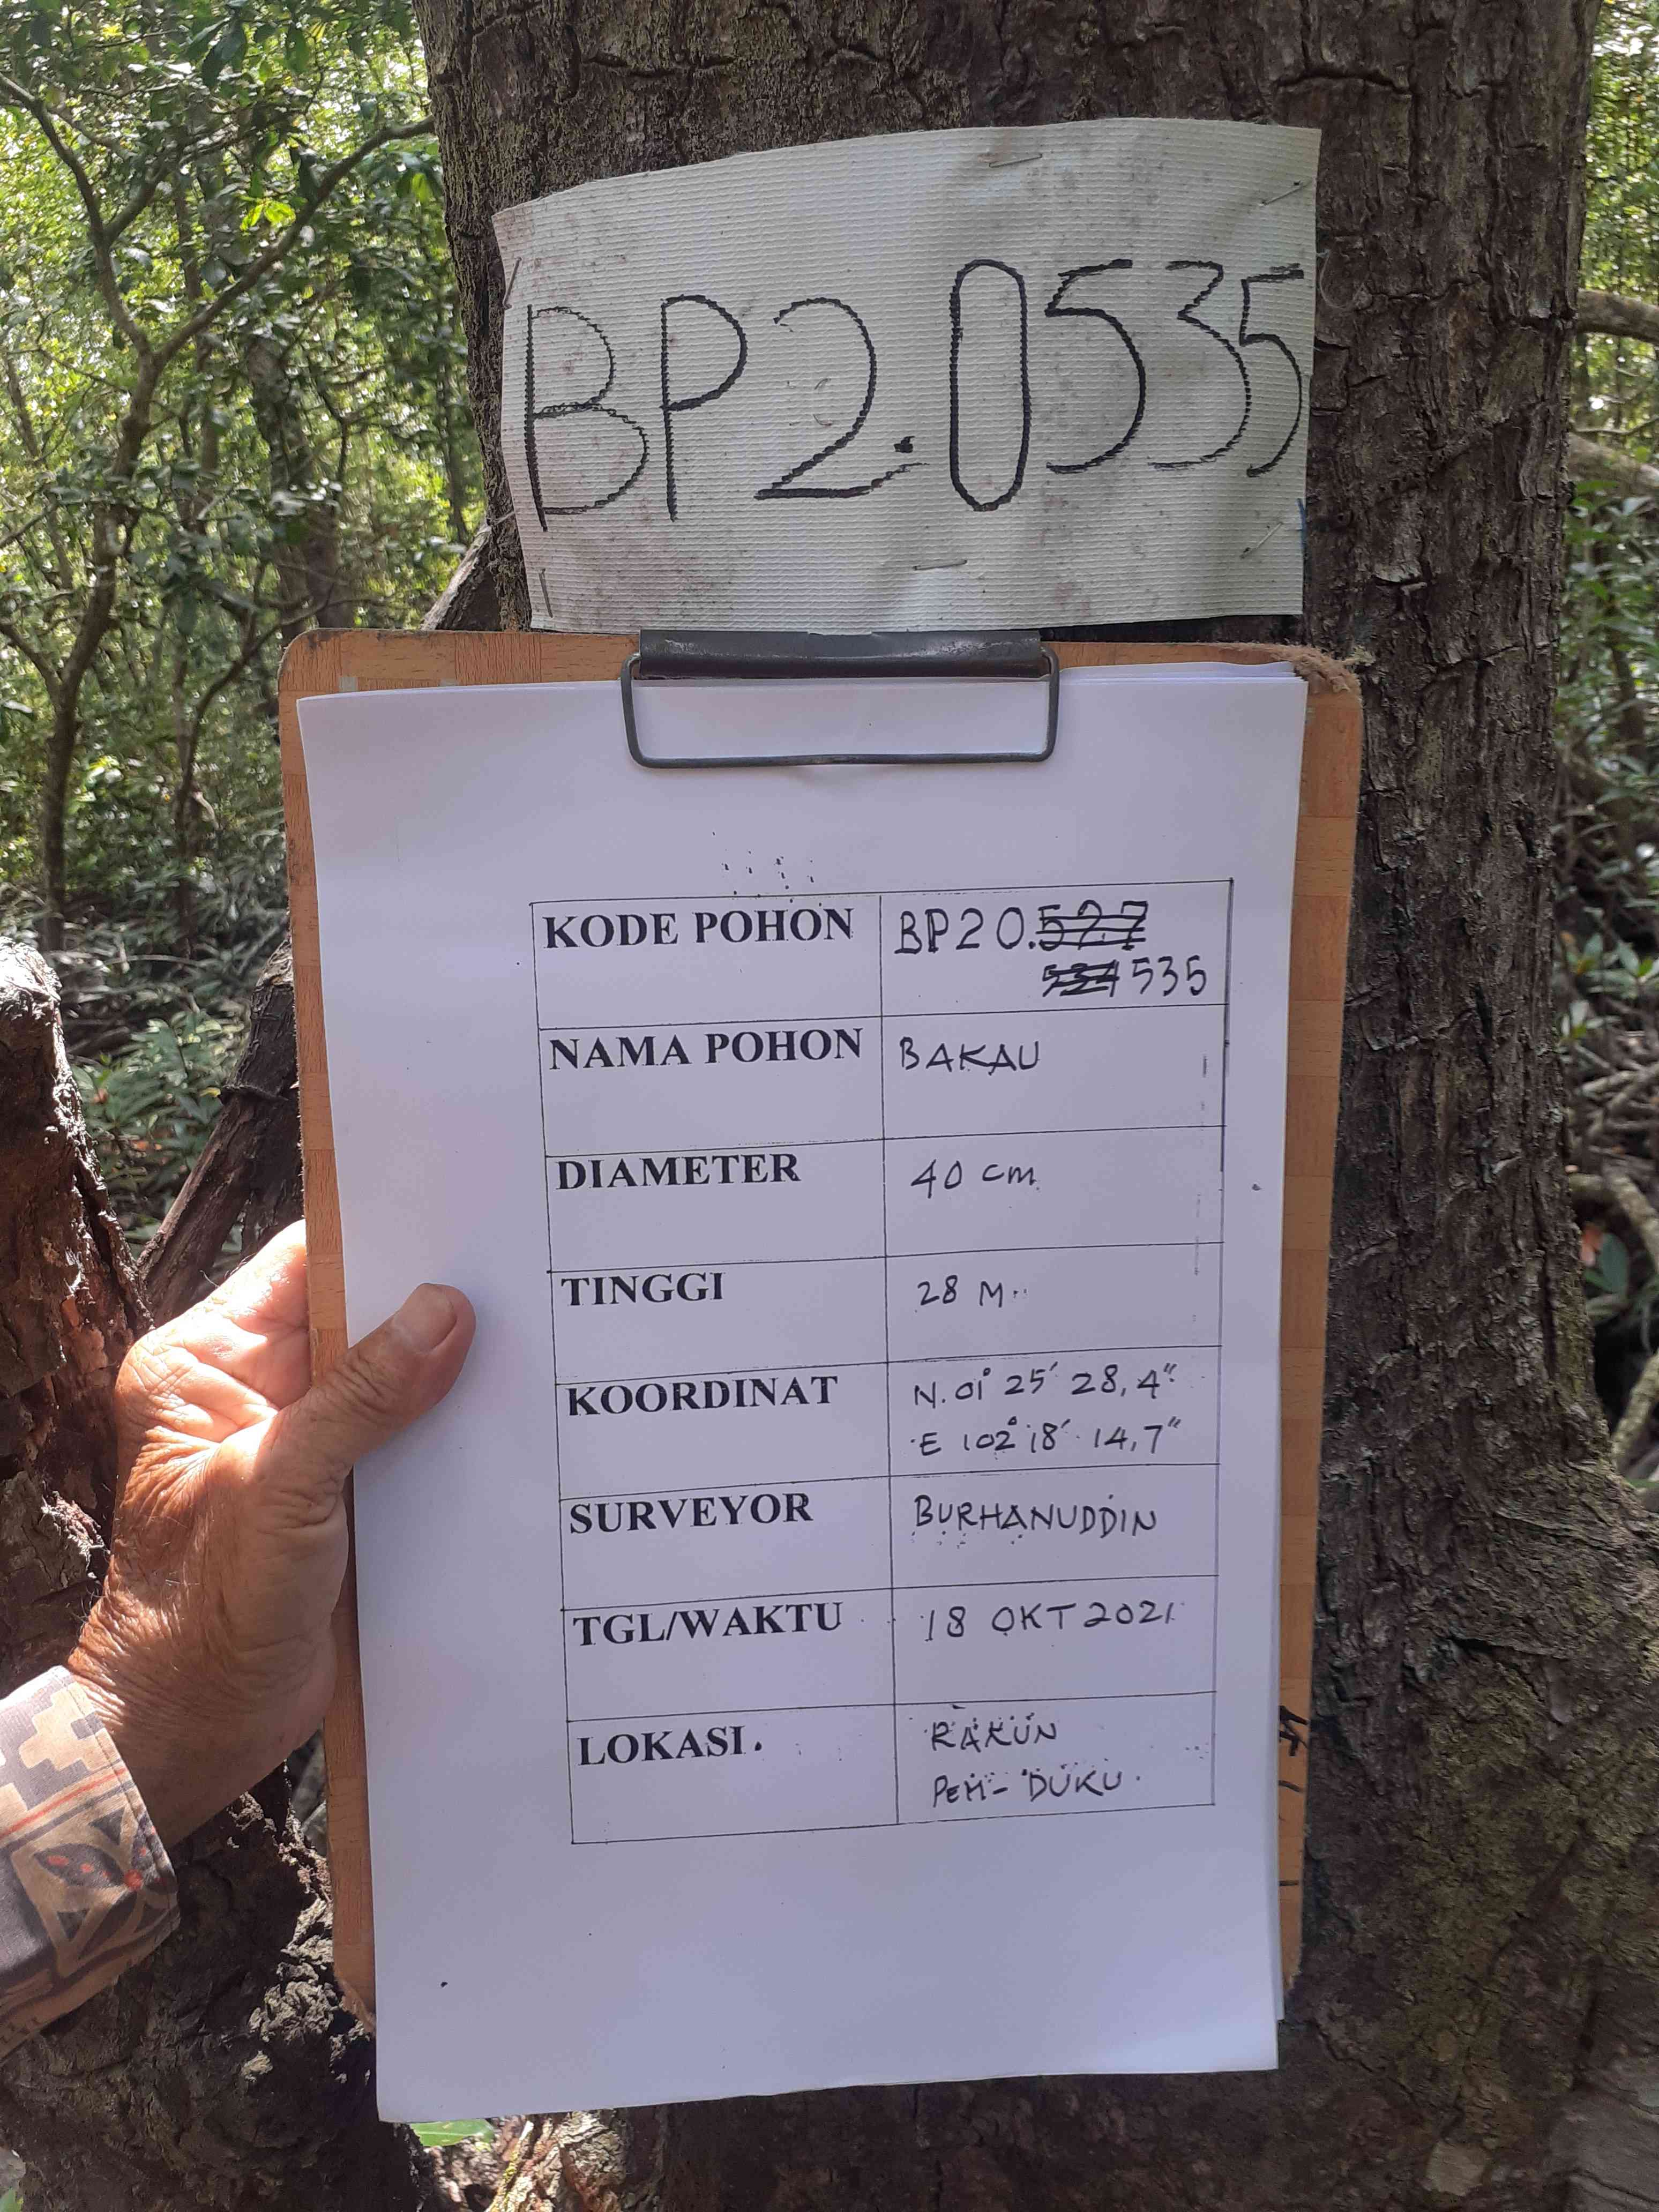 BP2.0535
KODE POHON BP20.527
534 535
NAMA POHON BAKAU
DIAMETER 40 cm
TINGGI 28 M
KOORDINAT N. 01° 25' 28,4"
E 102° 18' 14,7"
SURVEYOR BURHANUDDIN
TGL/WAKTU 18 OKT 2021
LOKASI. RAKUN
PEM- DUKU.